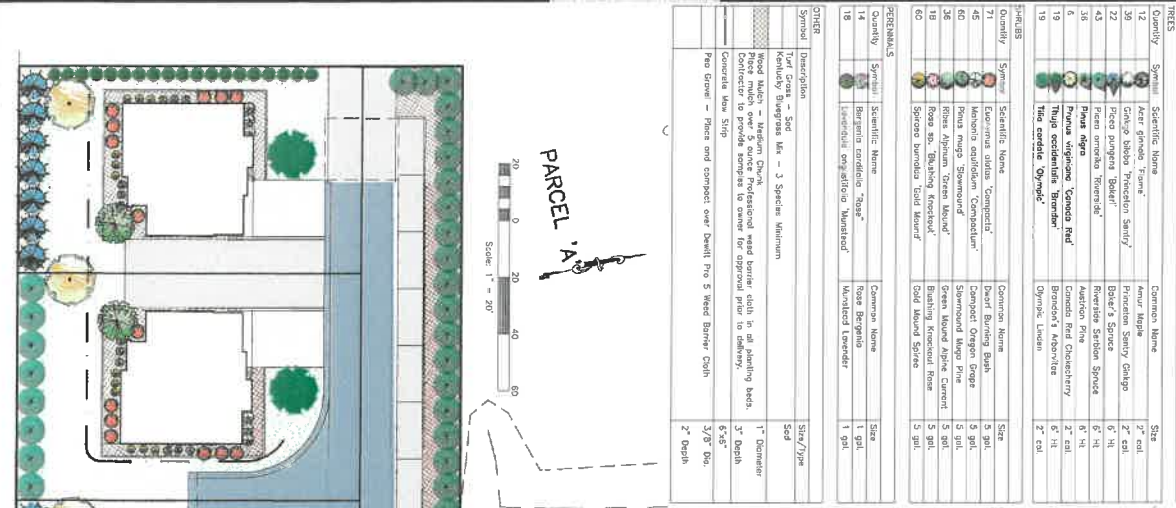 TREES
Quantity Symbol Scientific Name Common Name Size
12 Acer ginnala 'Flame' Amur Maple 2" cal.
39 Ginkgo biloba 'Princeton Sentry' Princeton Sentry Ginkgo 2" cal.
22 Picea pungens 'Bakeri' Baker's Spruce 6' Ht
43 Picea amorika 'Riverside' Riverside Serbian Spruce 6' Ht
36 Pinus nigra Austrian Pine Ht
6 Prunus virginiana 'Canada Red' Canada Red Chokecherry 2" cal
19 Thuja occidentalis 'Brandon' Brandon's Arborvitae 6' Ht
19 Tilia cordata 'Olympic' Olympic Linden 2" cal.
SHRUBS
Quantity Symbol Scientific Name Common Name Size
71 Euonymus alatus 'Compacta' Dwarf Burning Bush 5 gal.
45 Mahonia aquifolium 'Compactum' Compact Oregon Grape 5 gal.
60 Pinus mugo 'Slowmound' Slowmound Mugo Pine 5 gal.
36 Ribes Alpinum 'Green Mound' Green Mound Alpine Currant 5 gal.
18 Rosa sp. 'Blushing Knockout' Blushing Knockout Rose 5 gal.
60 Spiraea bumalda 'Gold Mound' Gold Mound Spirea 5 gal.
PERENNIALS
Quantity Symbol Scientific Name Common Name Size
14 Bergenia cordifolia "Rose" Rose Bergenia 1 gal.
18 Lavendula angustifolia 'Munstead' Munstead Lavender 1 gal.
OTHER
Symbol Description Size/Type
Turf Grass - Sod Sod
Kentucky Bluegrass Mix - 3 Species Minimum
Wood Mulch - Medium Chunk 1" Diameter
Place mulch over 5 ounce Professional weed barrier cloth in all planting beds. 3" Depth
Contractor to provide samples to owner for approval prior to delivery.
Concrete Mow Strip 6"x6"
Pea Gravel - Place and compact over Dewitt Pro 5 Weed Barrier Cloth 3/8" Dia.
2" Depth
PARCEL 'A'
20 0 20 40 60
Scale: 1" = 20'